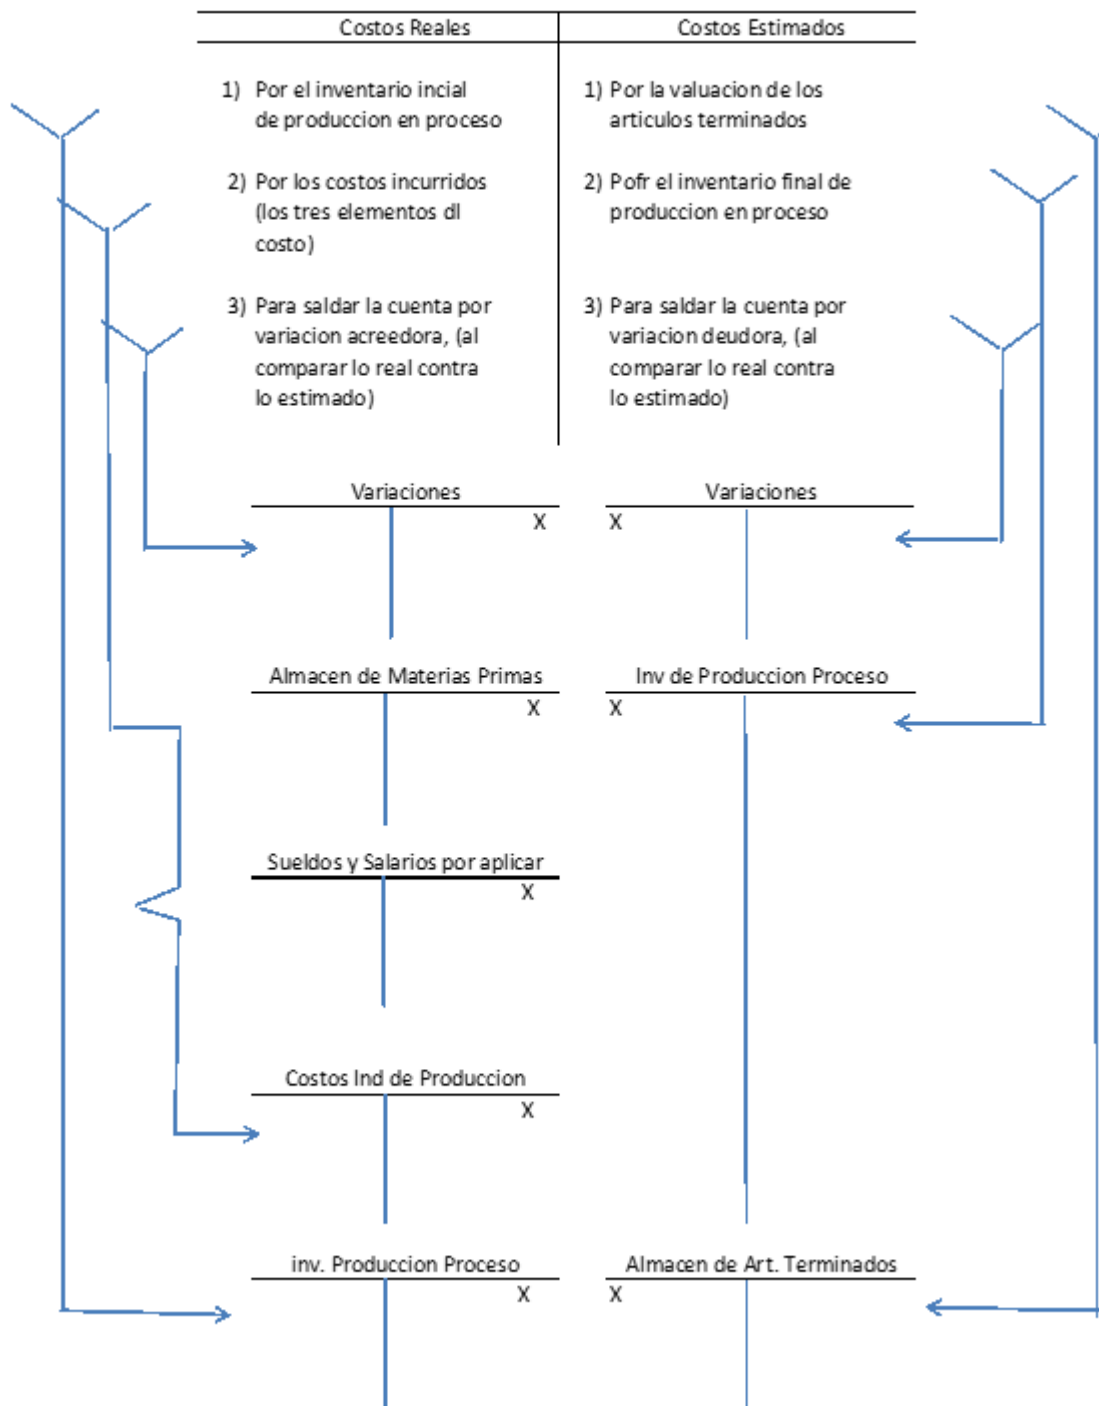 Costos Reales
Costos Estimados
1) Por el inventario incial
de produccion en proceso
2) Por los costos incurridos
(los tres elementos dl
costo)
3) Para saldar la cuenta por
variacion acreedora, (al
comparar lo real contra
lo estimado)
1) Por la valuacion de los
articulos terminados
2) Pofr el inventario final de
produccion en proceso
3) Para saldar la cuenta por
variacion deudora, (al
comparar lo real contra
lo estimado)
Variaciones
X
Variaciones
X
Almacen de Materias Primas
X
Inv de Produccion Proceso
X
Sueldos y Salarios por aplicar
X
Costos Ind de Produccion
X
inv. Produccion Proceso
X
Almacen de Art. Terminados
X